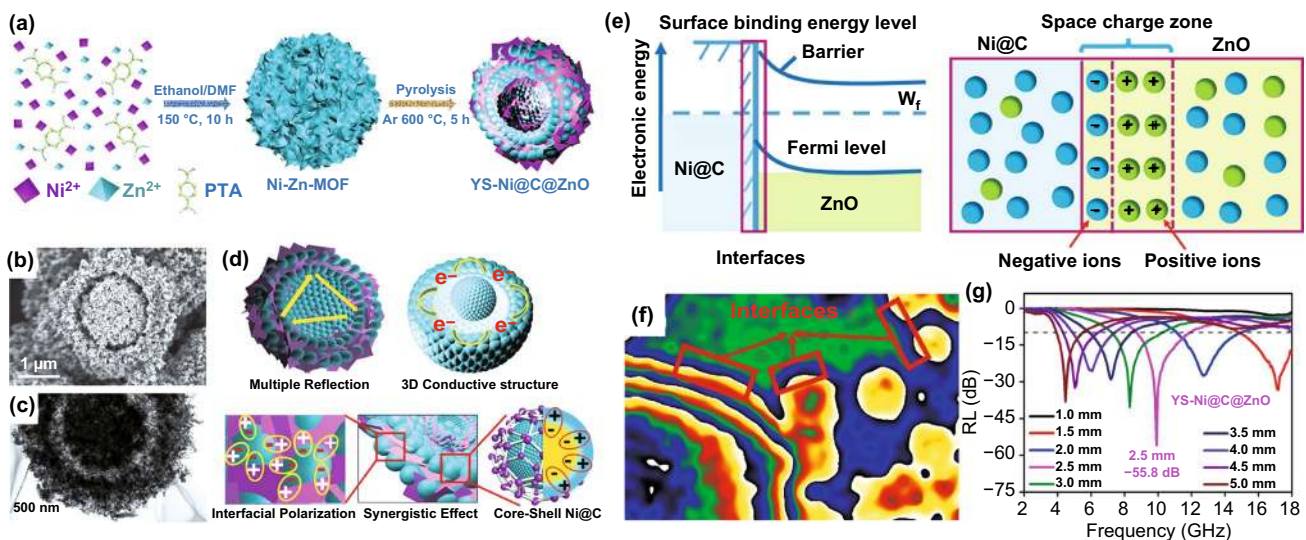 (a)
Ethanol/DMF
150 °C, 10 h
Pyrolysis
Ar 600 °C, 5 h
Ni²⁺
Zn²⁺
PTA
Ni-Zn-MOF
YS-Ni@C@ZnO
(b)
1 μm
(c)
500 nm
(d)
e⁻ e⁻
e⁻ e⁻
Multiple Reflection
3D Conductive structure
+ + + + + + + + +
- + - + - + - +
Interfacial Polarization
Synergistic Effect
Core-Shell Ni@C
(e)
Surface binding energy level
Electronic energy
Barrier
W_f
Fermi level
Ni@C
ZnO
Interfaces
Space charge zone
Ni@C
ZnO
- + +
- + +
- + +
- + +
Negative ions
Positive ions
(f)
Interfaces
(g)
RL (dB)
0
−15
−30
−45
−60
−75
YS-Ni@C@ZnO
1.0 mm
1.5 mm
2.0 mm
2.5 mm
3.0 mm
2.5 mm
−55.8 dB
3.5 mm
4.0 mm
4.5 mm
5.0 mm
2 4 6 8 10 12 14 16 18
Frequency (GHz)